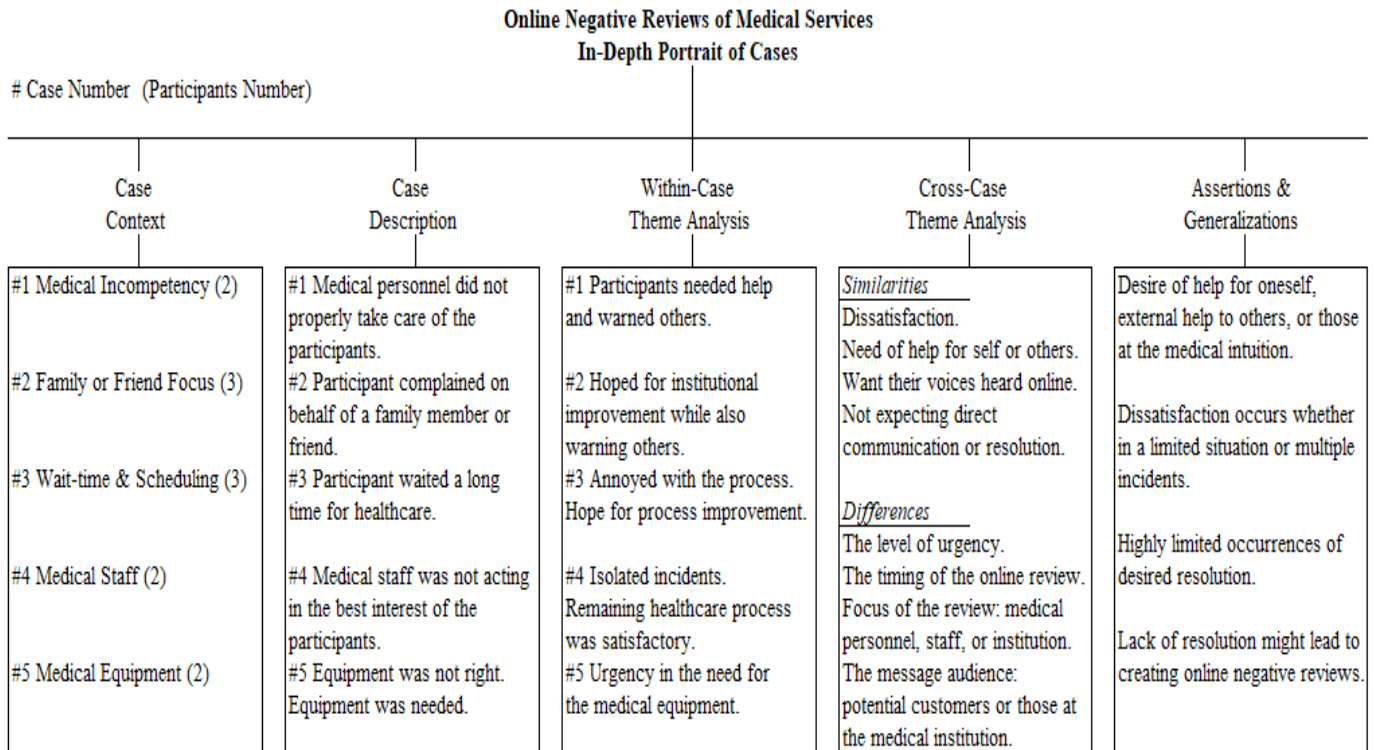 Online Negative Reviews of Medical Services
In-Depth Portrait of Cases
# Case Number (Participants Number)
Case
Context
Case
Description
Within-Case
Theme Analysis
Cross-Case
Theme Analysis
Assertions &
Generalizations
#1 Medical Incompetency (2)
#2 Family or Friend Focus (3)
#3 Wait-time & Scheduling (3)
#4 Medical Staff (2)
#5 Medical Equipment (2)
#1 Medical personnel did not
properly take care of the
participants.
#2 Participant complained on
behalf of a family member or
friend.
#3 Participant waited a long
time for healthcare.
#4 Medical staff was not acting
in the best interest of the
participants.
#5 Equipment was not right.
Equipment was needed.
#1 Participants needed help
and warned others.
#2 Hoped for institutional
improvement while also
warning others.
#3 Annoyed with the process.
Hope for process improvement.
#4 Isolated incidents.
Remaining healthcare process
was satisfactory.
#5 Urgency in the need for
the medical equipment.
Similarities
Dissatisfaction.
Need of help for self or others.
Want their voices heard online.
Not expecting direct
communication or resolution.
Differences
The level of urgency.
The timing of the online review.
Focus of the review: medical
personnel, staff, or institution.
The message audience:
potential customers or those at
the medical institution.
Desire of help for oneself,
external help to others, or those
at the medical intuition.
Dissatisfaction occurs whether
in a limited situation or multiple
incidents.
Highly limited occurrences of
desired resolution.
Lack of resolution might lead to
creating online negative reviews.